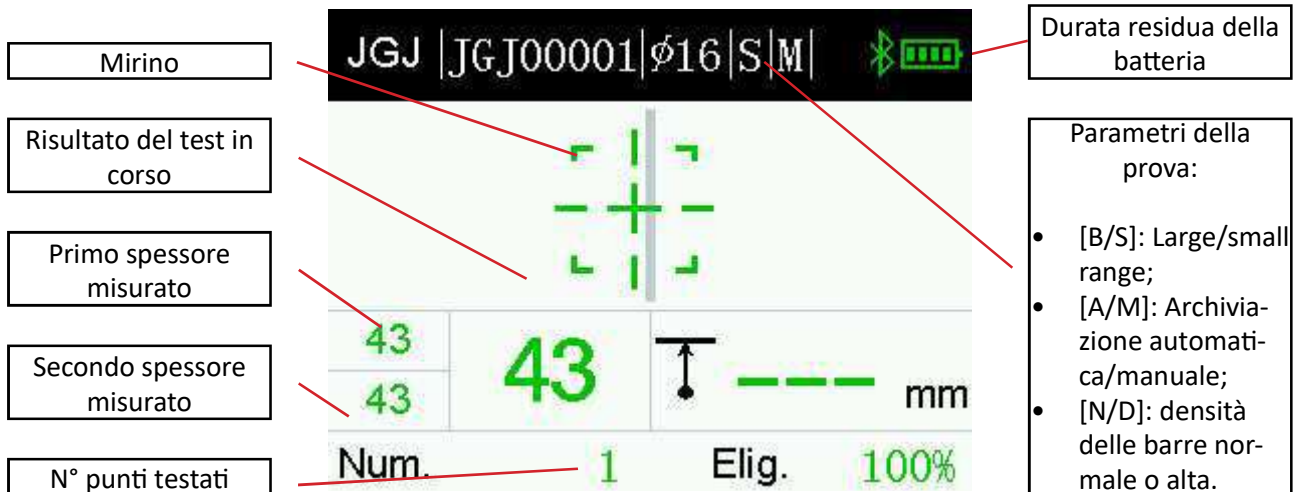 JGJ |JGJ00001|ø16|S|M|
Mirino
Risultato del test in
corso
Primo spessore
misurato
Secondo spessore
misurato
N° punti testati
43
43
43
mm
Num. 1 Elig. 100%
Durata residua della
batteria
Parametri della
prova:
• [B/S]: Large/small
range;
• [A/M]: Archivia-
zione automati-
ca/manuale;
• [N/D]: densità
delle barre nor-
male o alta.